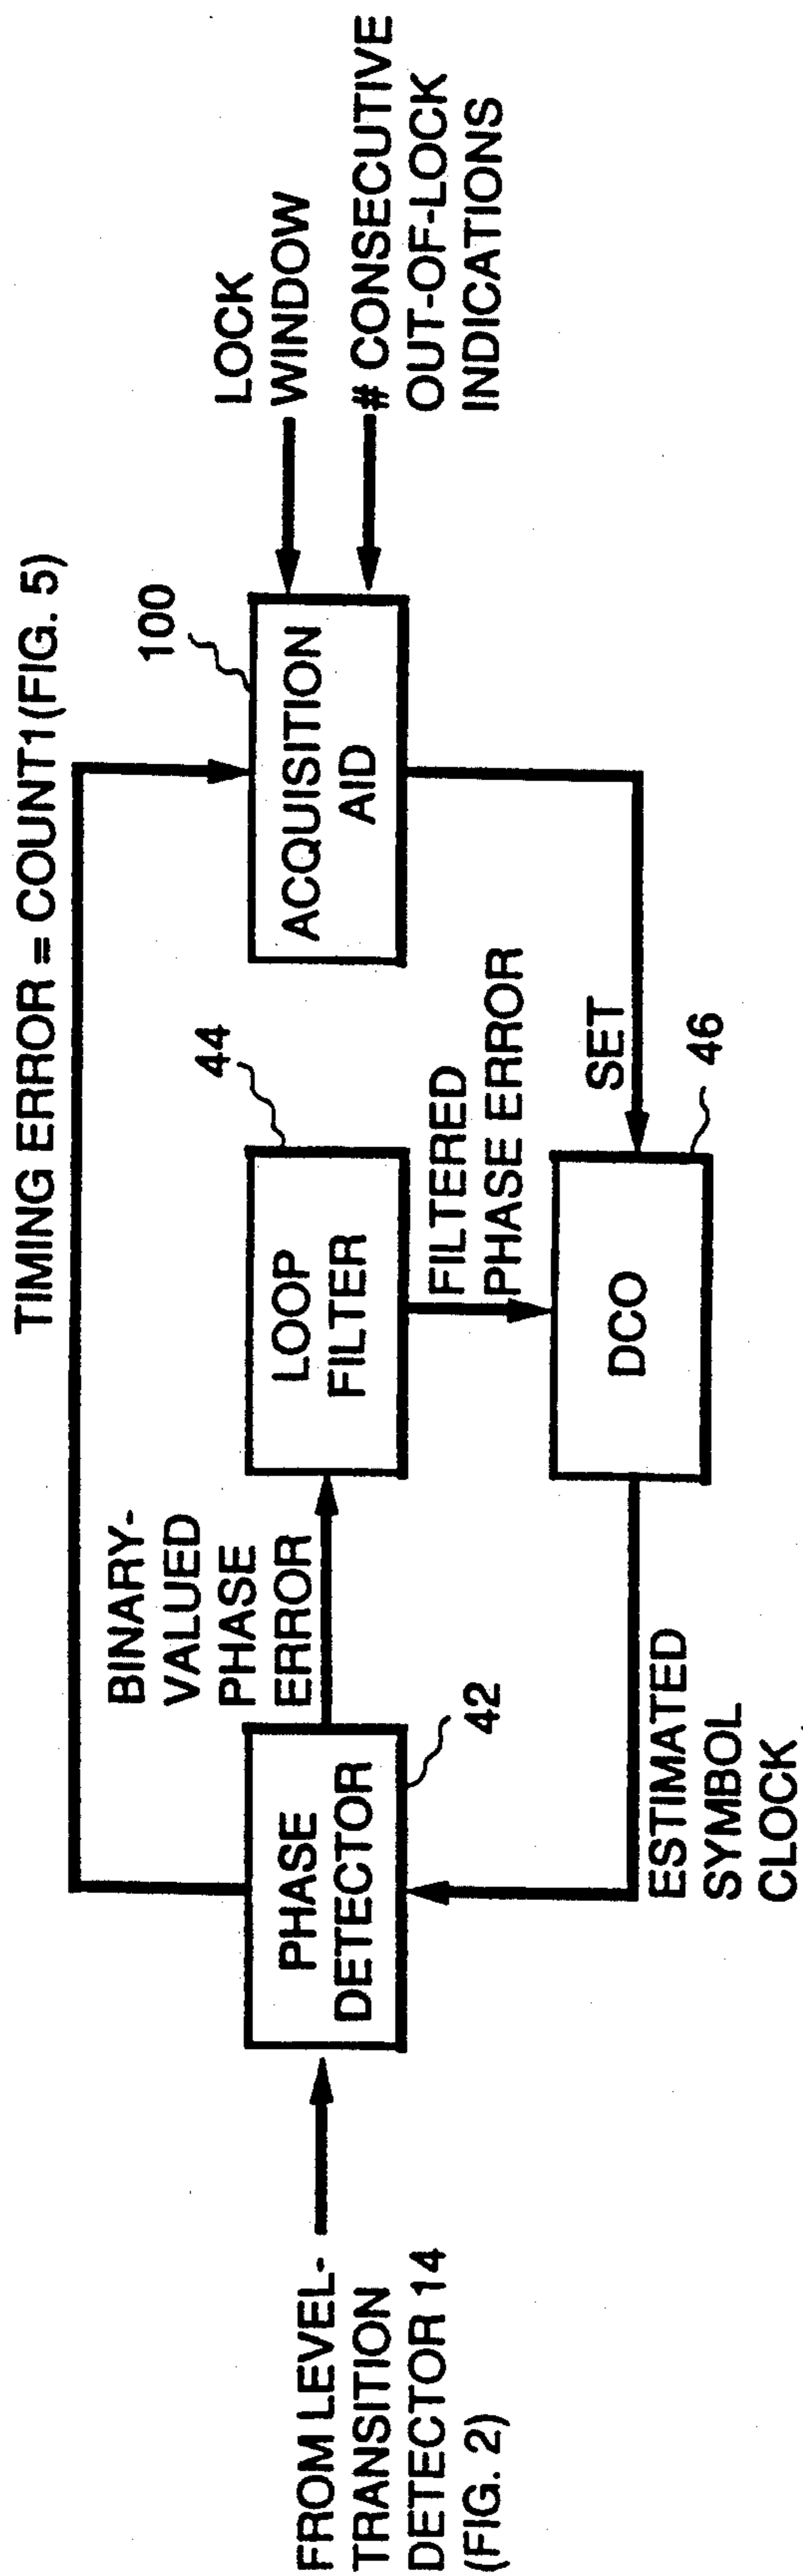 TIMING ERROR = COUNT1(FIG. 5)
BINARY-
VALUED
PHASE
ERROR
44
100
LOCK
WINDOW
# CONSECUTIVE
OUT-OF-LOCK
INDICATIONS
FROM LEVEL-
TRANSITION
DETECTOR 14
(FIG. 2)
PHASE
DETECTOR
42
LOOP
FILTER
ACQUISITION
AID
FILTERED
PHASE ERROR
SET
46
DCO
ESTIMATED
SYMBOL
CLOCK